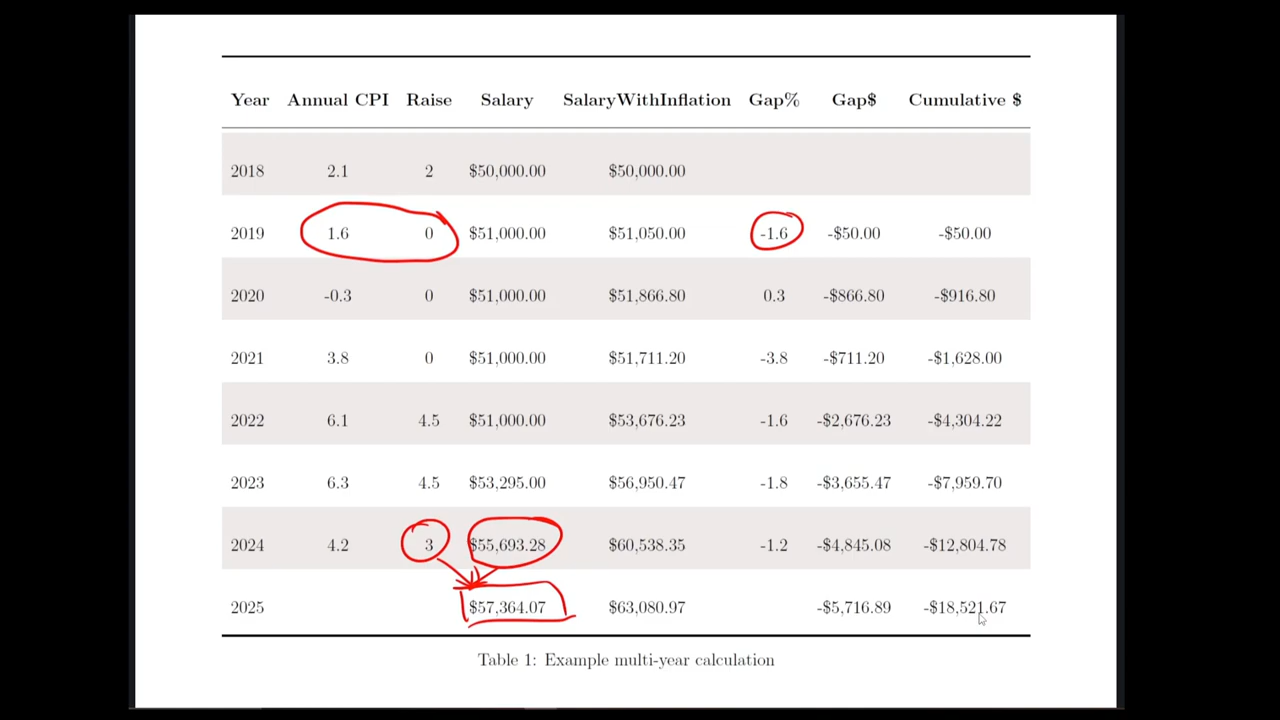 Year Annual CPI Raise Salary SalaryWithInflation Gap% Gap$ Cumulative $
2018 2.1 2 $50,000.00 $50,000.00
2019 1.6 0 $51,000.00 $51,050.00 -1.6 -$50.00 -$50.00
2020 -0.3 0 $51,000.00 $51,866.80 0.3 -$866.80 -$916.80
2021 3.8 0 $51,000.00 $51,711.20 -3.8 -$711.20 -$1,628.00
2022 6.1 4.5 $51,000.00 $53,676.23 -1.6 -$2,676.23 -$4,304.22
2023 6.3 4.5 $53,295.00 $56,950.47 -1.8 -$3,655.47 -$7,959.70
2024 4.2 3 $55,693.28 $60,538.35 -1.2 -$4,845.08 -$12,804.78
2025 $57,364.07 $63,080.97 -$5,716.89 -$18,521.67
Table 1: Example multi-year calculation